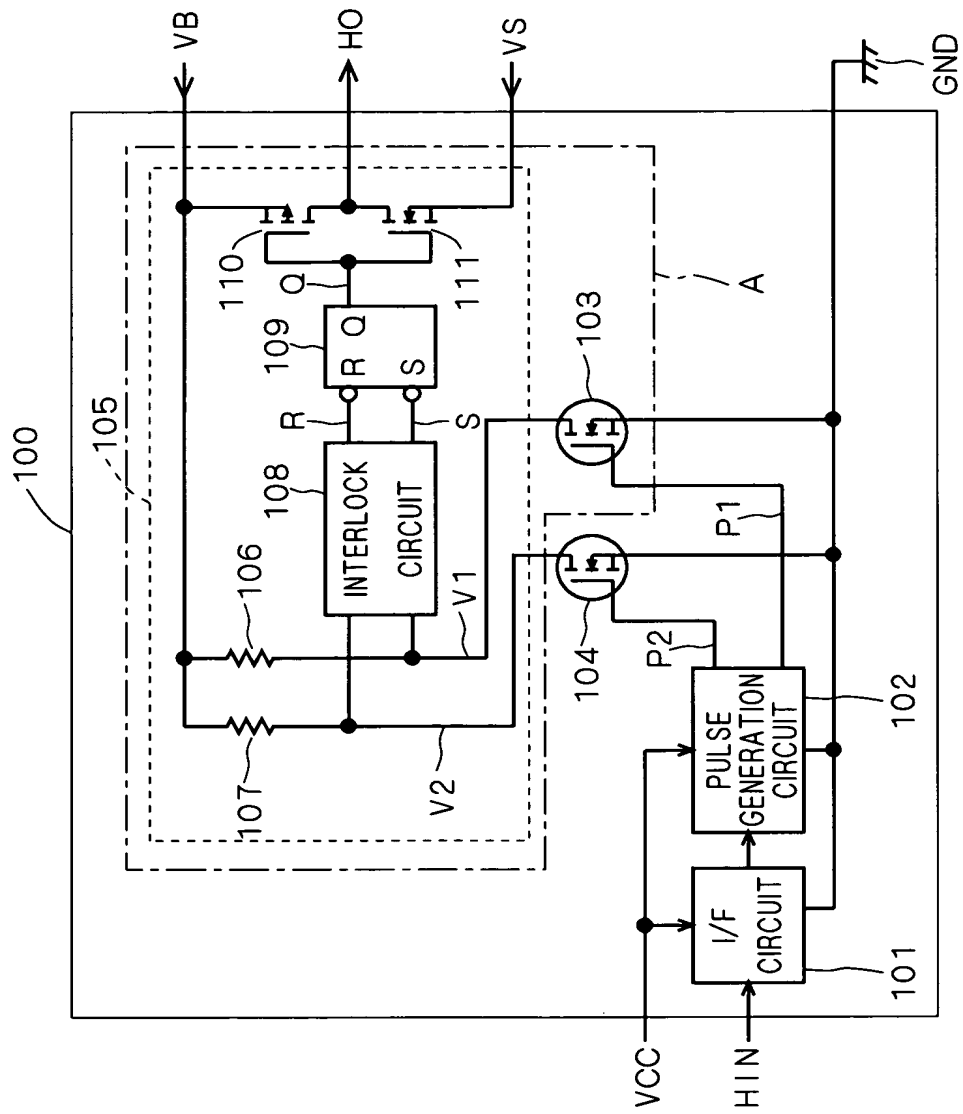 100
105
VB
HO
VS
GND
110
111
Q
109
R Q
S
R
S
108
INTERLOCK
CIRCUIT
106
107
V1
V2
A
103
104
P1
P2
PULSE
GENERATION
CIRCUIT
102
I/F
CIRCUIT
101
VCC
HIN